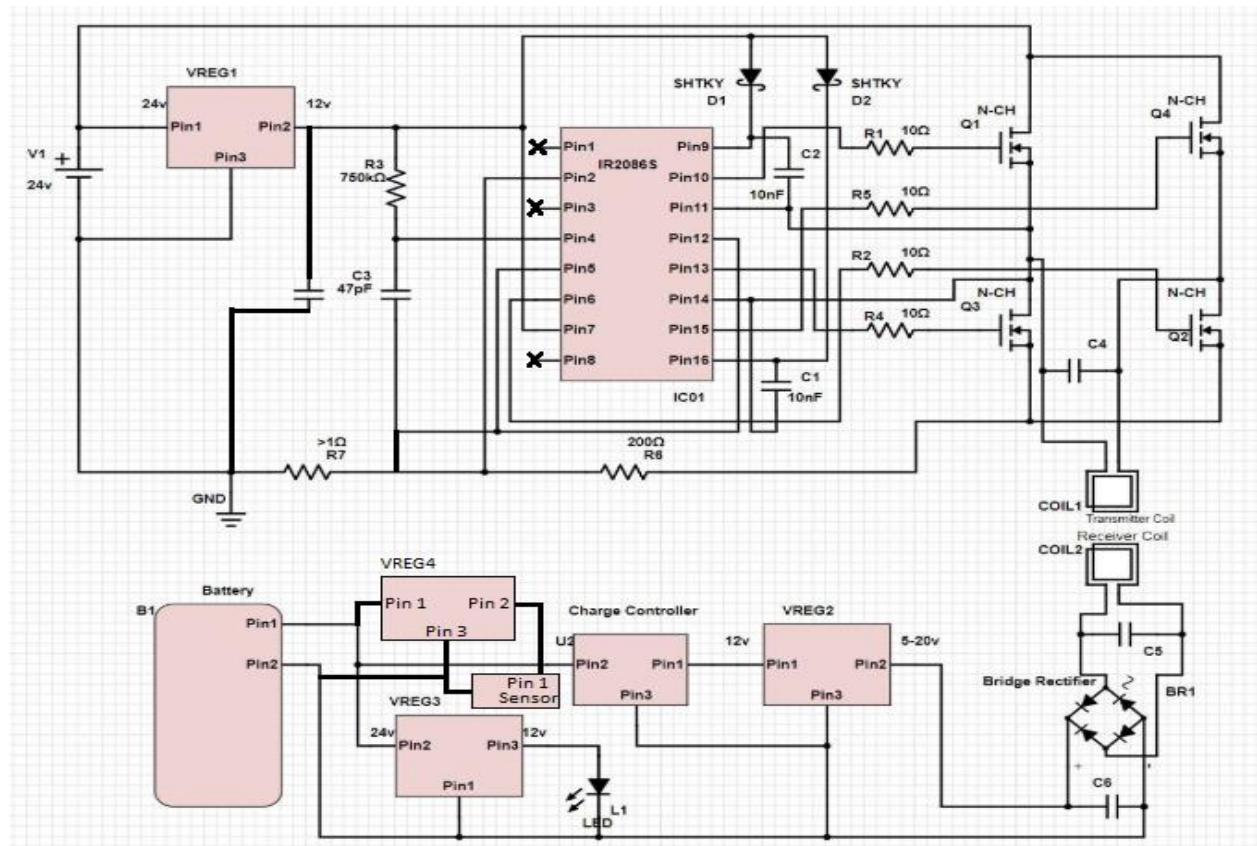 VREG1
24v
12v
Pin1
Pin2
Pin3
V1
+
24v
R3
750kΩ
C3
47pF
SHTKY
D1
SHTKY
D2
IR2086S
Pin1
Pin2
Pin3
Pin4
Pin5
Pin6
Pin7
Pin8
Pin9
Pin10
Pin11
Pin12
Pin13
Pin14
Pin15
Pin16
IC01
C2
10nF
C1
10nF
R1
10Ω
R5
10Ω
R2
10Ω
R4
10Ω
N-CH
Q1
N-CH
Q4
N-CH
Q3
N-CH
Q2
C4
>1Ω
R7
200Ω
R6
GND
COIL1
Transmitter Coil
Receiver Coil
COIL2
C5
Bridge Rectifier
BR1
+
-
C6
Battery
B1
Pin1
Pin2
VREG4
Pin 1
Pin 2
Pin 3
Pin 1
Sensor
Charge Controller
U2
Pin2
Pin1
Pin3
VREG2
12v
5-20v
Pin1
Pin2
Pin3
VREG3
24v
12v
Pin2
Pin3
Pin1
L1
LED